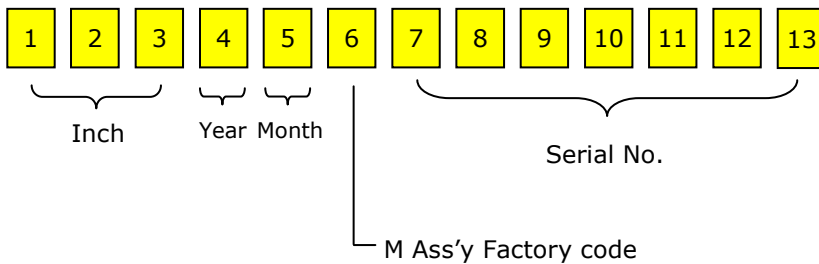 1 2 3 4 5 6 7 8 9 10 11 12 13
Inch Year Month Serial No.
M Ass'y Factory code